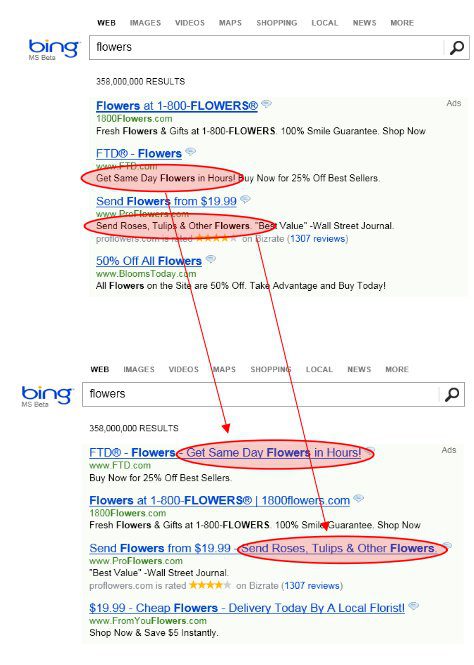 WEB IMAGES VIDEOS MAPS SHOPPING LOCAL NEWS MORE
bing
MS Beta
flowers
358,000,000 RESULTS
Flowers at 1-800-FLOWERS®
Ads
1800Flowers.com
Fresh Flowers & Gifts at 1-800-FLOWERS. 100% Smile Guarantee. Shop Now
FTD® - Flowers
www.FTD.com
Get Same Day Flowers in Hours! Buy Now for 25% Off Best Sellers.
Send Flowers from $19.99
www.ProFlowers.com
Send Roses, Tulips & Other Flowers. "Best Value" -Wall Street Journal.
proflowers.com is rated on Bizrate (1307 reviews)
50% Off All Flowers
www.BloomsToday.com
All Flowers on the Site are 50% Off. Take Advantage and Buy Today!
WEB IMAGES VIDEOS MAPS SHOPPING LOCAL NEWS MORE
bing
MS Beta
flowers
358,000,000 RESULTS
FTD® - Flowers - Get Same Day Flowers in Hours!
Ads
www.FTD.com
Buy Now for 25% Off Best Sellers.
Flowers at 1-800-FLOWERS® | 1800flowers.com
1800Flowers.com
Fresh Flowers & Gifts at 1-800-FLOWERS. 100% Smile Guarantee. Shop Now
Send Flowers from $19.99 - Send Roses, Tulips & Other Flowers.
www.ProFlowers.com
"Best Value" -Wall Street Journal.
proflowers.com is rated on Bizrate (1307 reviews)
$19.99 - Cheap Flowers - Delivery Today By A Local Florist!
www.FromYouFlowers.com
Shop Now & Save $5 Instantly.